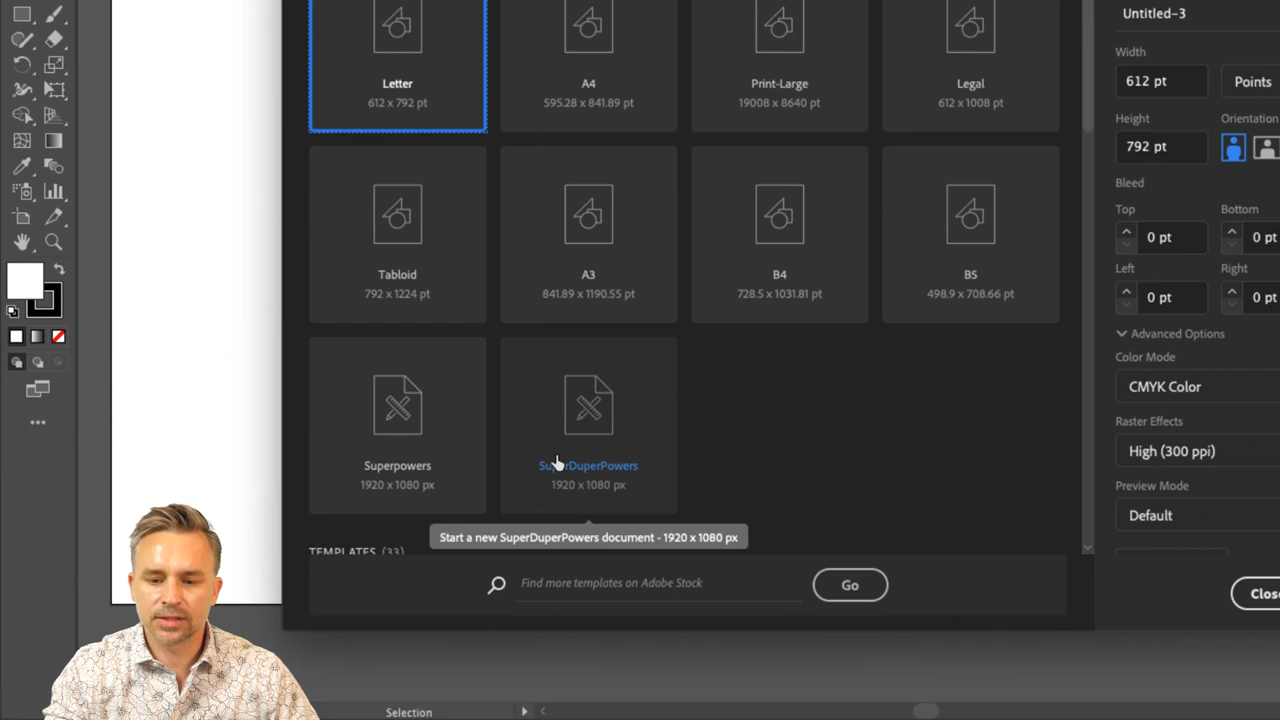 Untitled-3
Width
612 pt
Points
Letter
612 x 792 pt
A4
595.28 x 841.89 pt
Print-Large
19008 x 8640 pt
Legal
612 x 1008 pt
Height
Orientation
792 pt
Bleed
Top
Bottom
0 pt
0 pt
Left
Right
0 pt
0 pt
Tabloid
792 x 1224 pt
A3
841.89 x 1190.55 pt
B4
728.5 x 1031.81 pt
B5
498.9 x 708.66 pt
Advanced Options
Color Mode
CMYK Color
Raster Effects
High (300 ppi)
Preview Mode
Default
Superpowers
1920 x 1080 px
SuperDuperPowers
1920 x 1080 px
Start a new SuperDuperPowers document - 1920 x 1080 px
TEMPLATES (33)
Find more templates on Adobe Stock
Go
Close
Selection